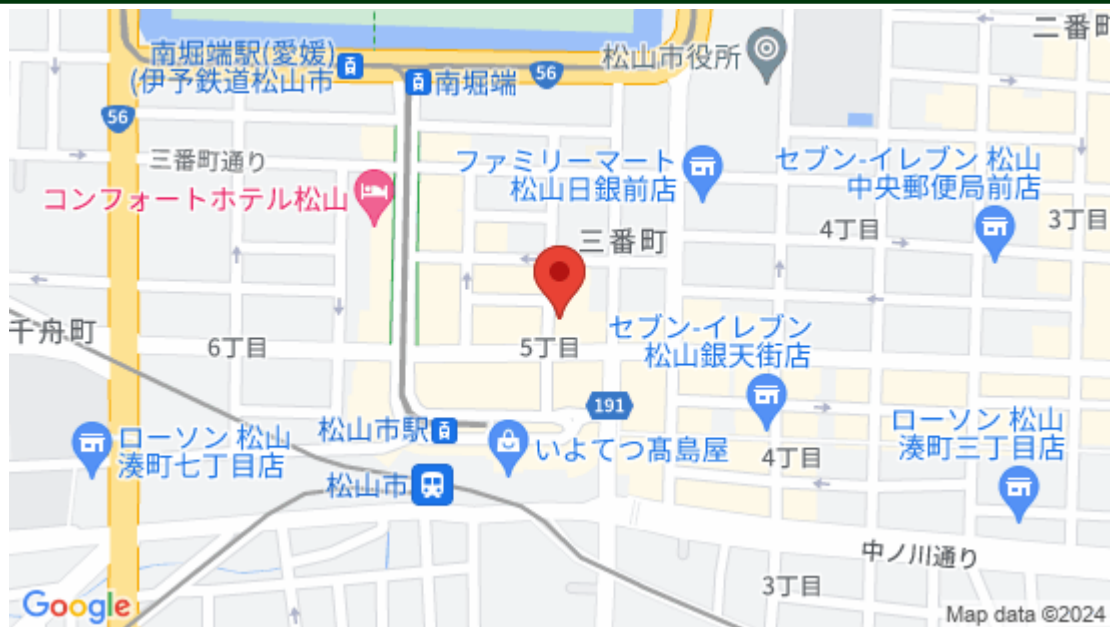 二番町
南堀端駅(愛媛)
(伊予鉄道松山市
南堀端
56
松山市役所
56
三番町通り
コンフォートホテル松山
ファミリーマート
松山日銀前店
セブン-イレブン 松山
中央郵便局前店
三番町
4丁目
3丁目
千舟町
6丁目
5丁目
セブン-イレブン
松山銀天街店
191
ローソン 松山
湊町七丁目店
松山市駅
いよてつ髙島屋
松山市
4丁目
ローソン 松山
湊町三丁目店
中ノ川通り
3丁目
Google
Map data ©2024